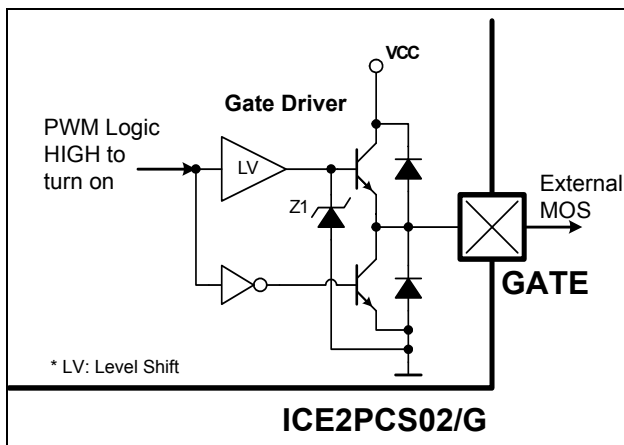 VCC
Gate Driver
PWM Logic
HIGH to
turn on
LV
Z1
External
MOS
GATE
* LV: Level Shift
ICE2PCS02/G